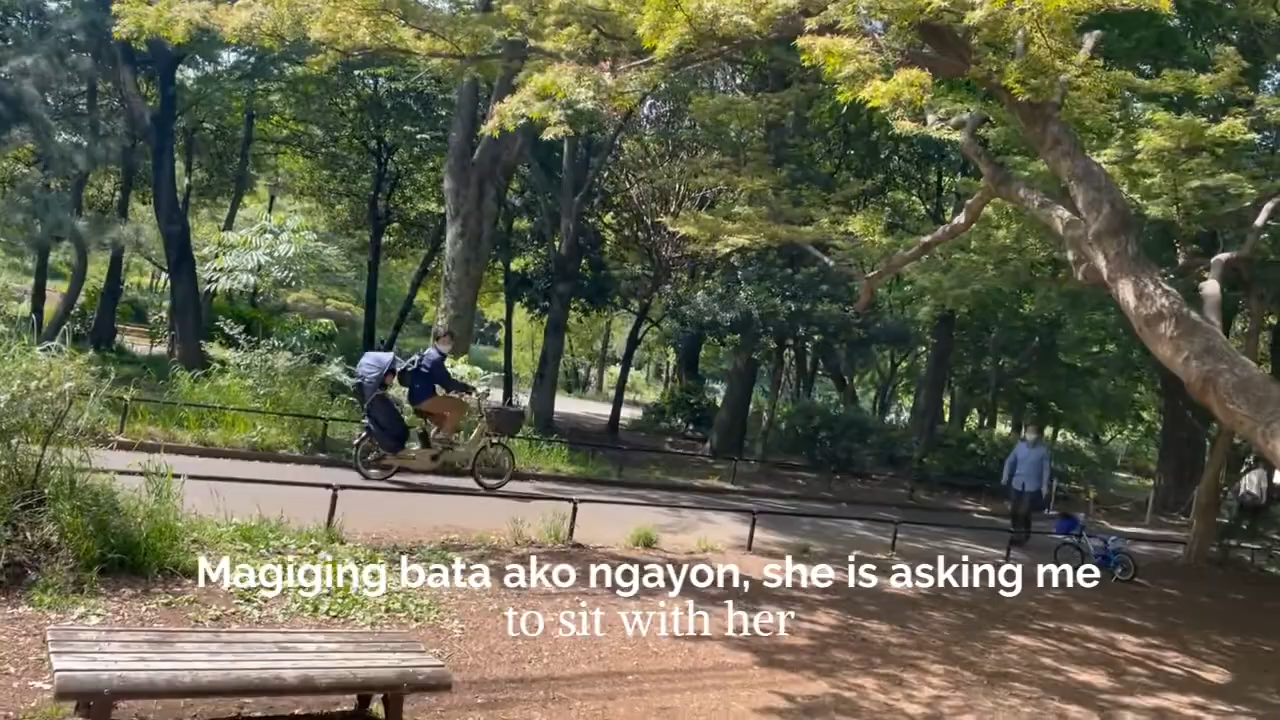 Magiging bata ako ngayon, she is asking me
to sit with her